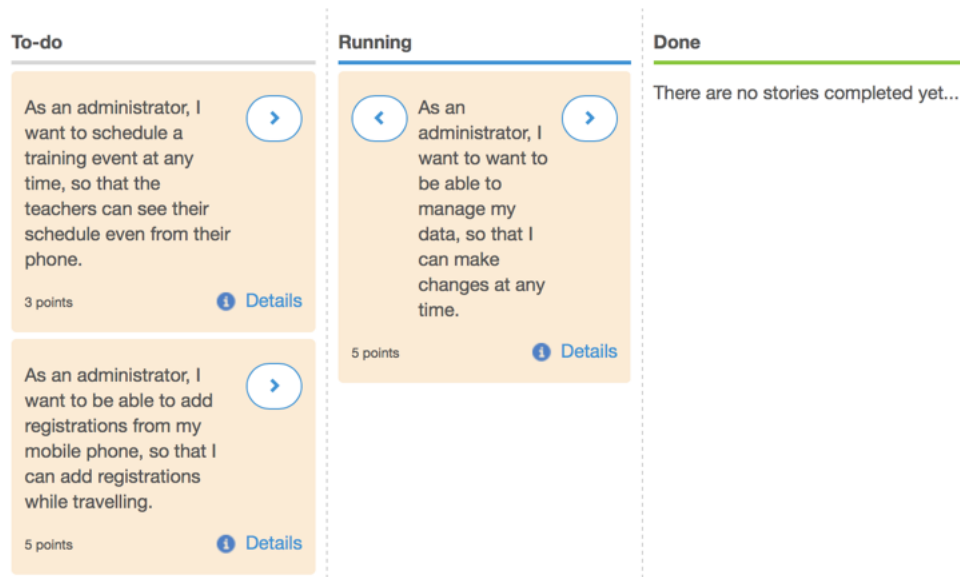 To-do
As an administrator, I
want to schedule a
training event at any
time, so that the
teachers can see their
schedule even from their
phone.
3 points
Details
As an administrator, I
want to be able to add
registrations from my
mobile phone, so that I
can add registrations
while travelling.
5 points
Details
Running
As an
administrator, I
want to want to
be able to
manage my
data, so that I
can make
changes at any
time.
5 points
Details
Done
There are no stories completed yet...